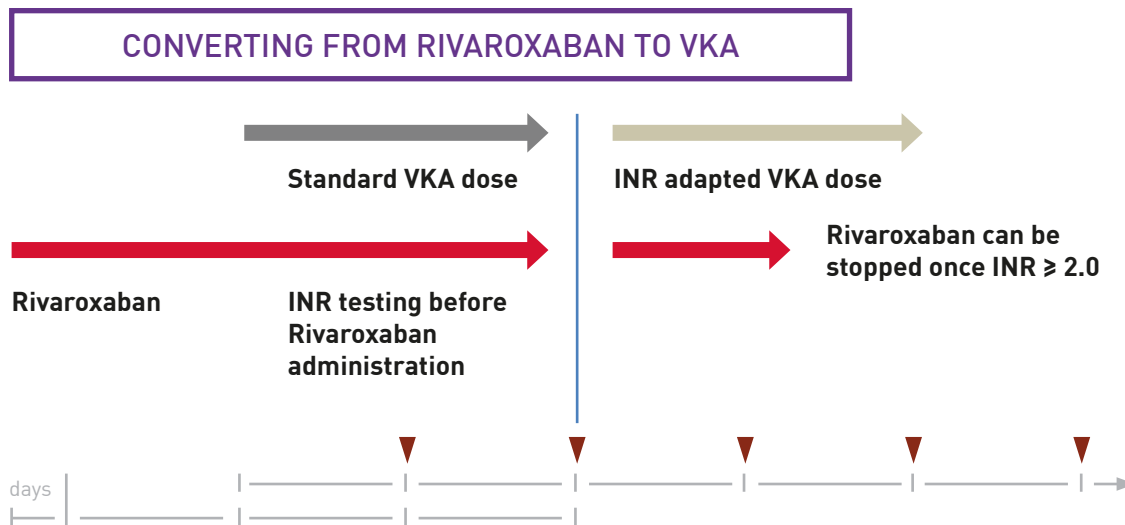 CONVERTING FROM RIVAROXABAN TO VKA
Standard VKA dose
INR adapted VKA dose
Rivaroxaban can be
stopped once INR ⩾ 2.0
Rivaroxaban
INR testing before
Rivaroxaban
administration
days